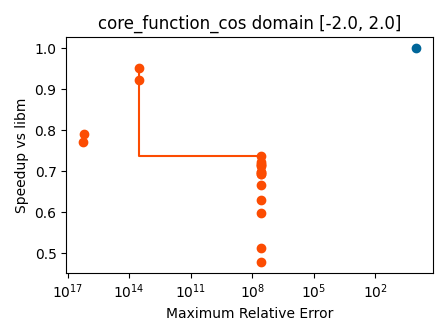 core_function_cos domain [-2.0, 2.0]
1.0
0.9
0.8
0.7
0.6
0.5
Speedup vs libm
10^17 10^14 10^11 10^8 10^5 10^2
Maximum Relative Error